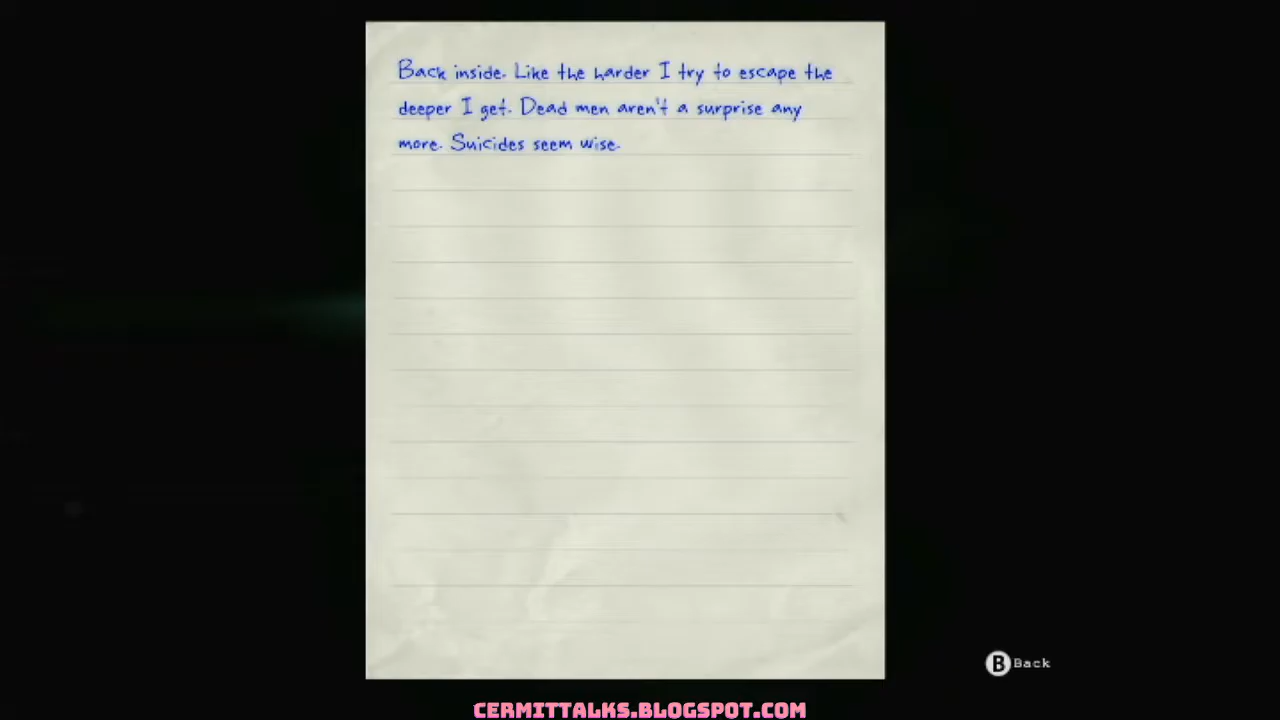 Back inside. Like the harder I try to escape the
deeper I get. Dead men aren't a surprise any
more. Suicides seem wise.
B Back
CERMITTALKS.BLOGSPOT.COM